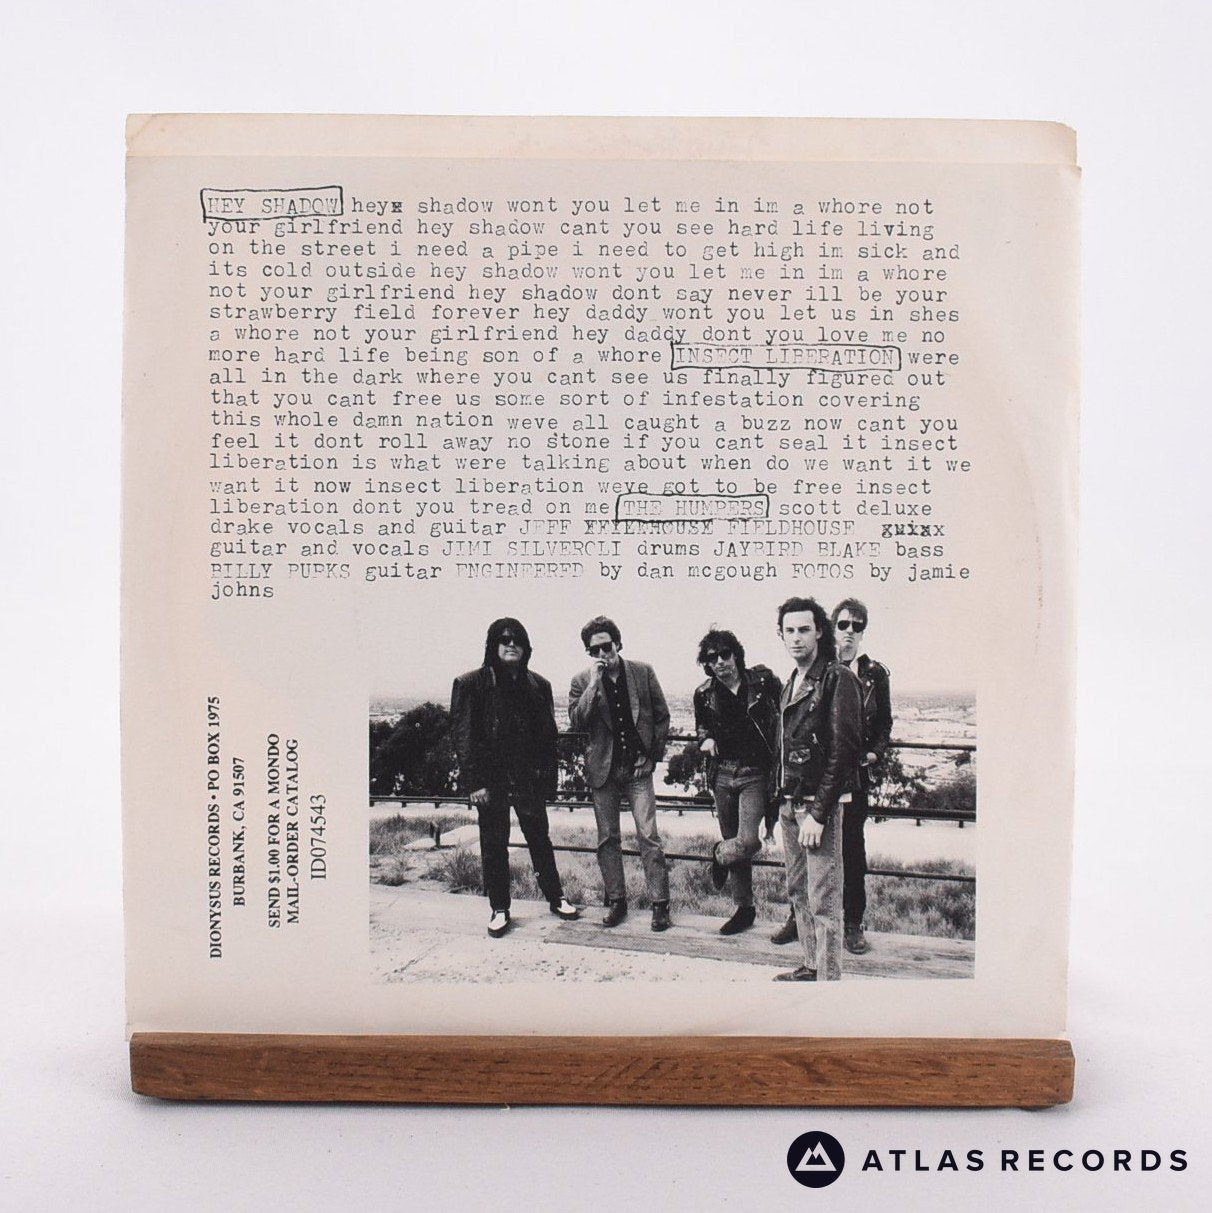 HEY SHADOW heyx shadow wont you let me in im a whore not
your girlfriend hey shadow cant you see hard life living
on the street i need a pipe i need to get high im sick and
its cold outside hey shadow wont you let me in im a whore
not your girlfriend hey shadow dont say never ill be your
strawberry field forever hey daddy wont you let us in shes
a whore not your girlfriend hey daddy dont you love me no
more hard life being son of a whore INSECT LIBERATION were
all in the dark where you cant see us finally figured out
that you cant free us some sort of infestation covering
this whole damn nation weve all caught a buzz now cant you
feel it dont roll away no stone if you cant seal it insect
liberation is what were talking about when do we want it we
want it now insect liberation weve got to be free insect
liberation dont you tread on me THE HUMPERS scott deluxe
drake vocals and guitar JEFF FIELDHOUSE
guitar and vocals JIMI SILVEROLI drums JAYBIRD BLAKE bass
BILLY PURKS guitar ENGINEERED by dan mcgough FOTOS by jamie
johns
DIONYSUS RECORDS • PO BOX 1975
BURBANK, CA 91507
SEND $1.00 FOR A MONDO
MAIL-ORDER CATALOG
ID074543
ATLAS RECORDS